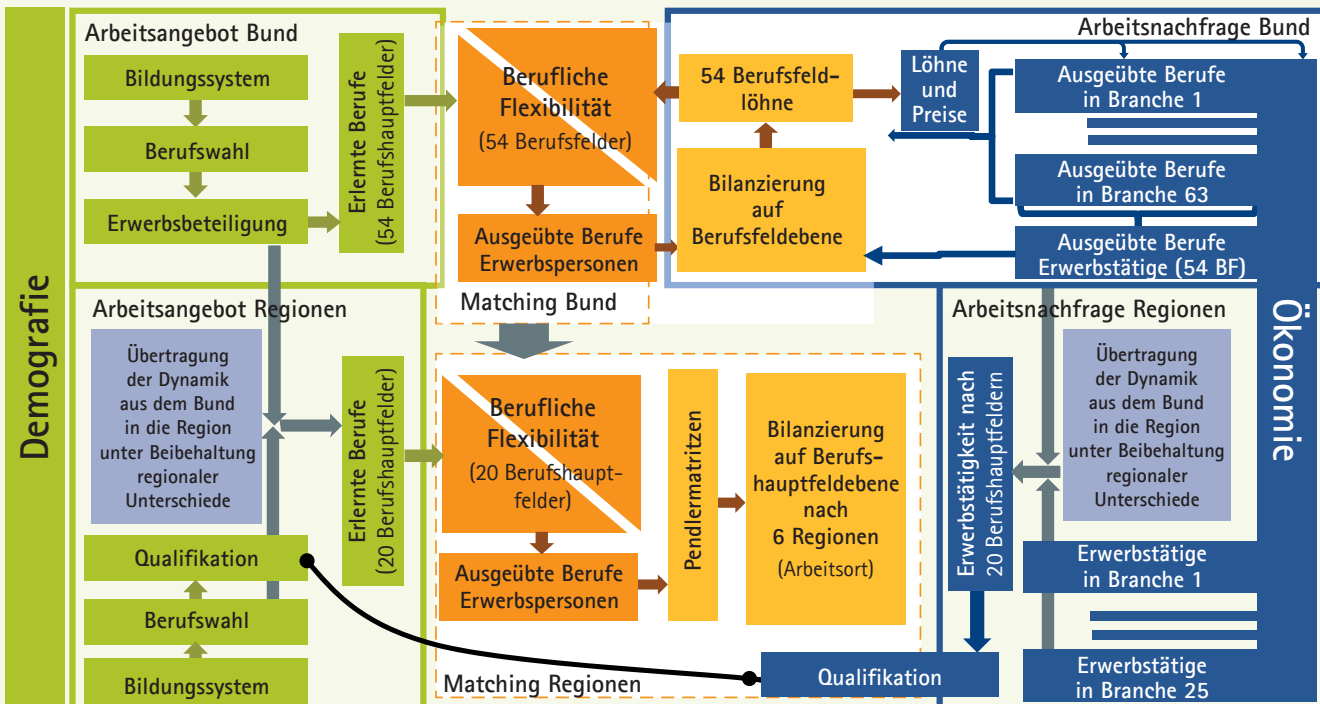 Demografie
Arbeitsangebot Bund
Bildungssystem
Berufswahl
Erwerbsbeteiligung
Erlernte Berufe
(54 Berufshauptfelder)
Berufliche
Flexibilität
(54 Berufsfelder)
Ausgeübte Berufe
Erwerbspersonen
Matching Bund
54 Berufsfeld-
löhne
Bilanzierung
auf
Berufsfeldebene
Arbeitsnachfrage Bund
Löhne
und
Preise
Ausgeübte Berufe
in Branche 1
Ausgeübte Berufe
in Branche 63
Ausgeübte Berufe
Erwerbstätige (54 BF)
Ökonomie
Arbeitsangebot Regionen
Übertragung
der Dynamik
aus dem Bund
in die Region
unter Beibehaltung
regionaler
Unterschiede
Qualifikation
Berufswahl
Bildungssystem
Erlernte Berufe
(20 Berufshauptfelder)
Berufliche
Flexibilität
(20 Berufshaupt-
felder)
Ausgeübte Berufe
Erwerbspersonen
Pendlermatritzen
Bilanzierung
auf Berufs-
hauptfeldebene
nach
6 Regionen
(Arbeitsort)
Matching Regionen
Arbeitsnachfrage Regionen
Erwerbstätigkeit nach
20 Berufshauptfeldern
Übertragung
der Dynamik
aus dem Bund
in die Region
unter Beibehaltung
regionaler
Unterschiede
Erwerbstätige
in Branche 1
Erwerbstätige
in Branche 25
Qualifikation